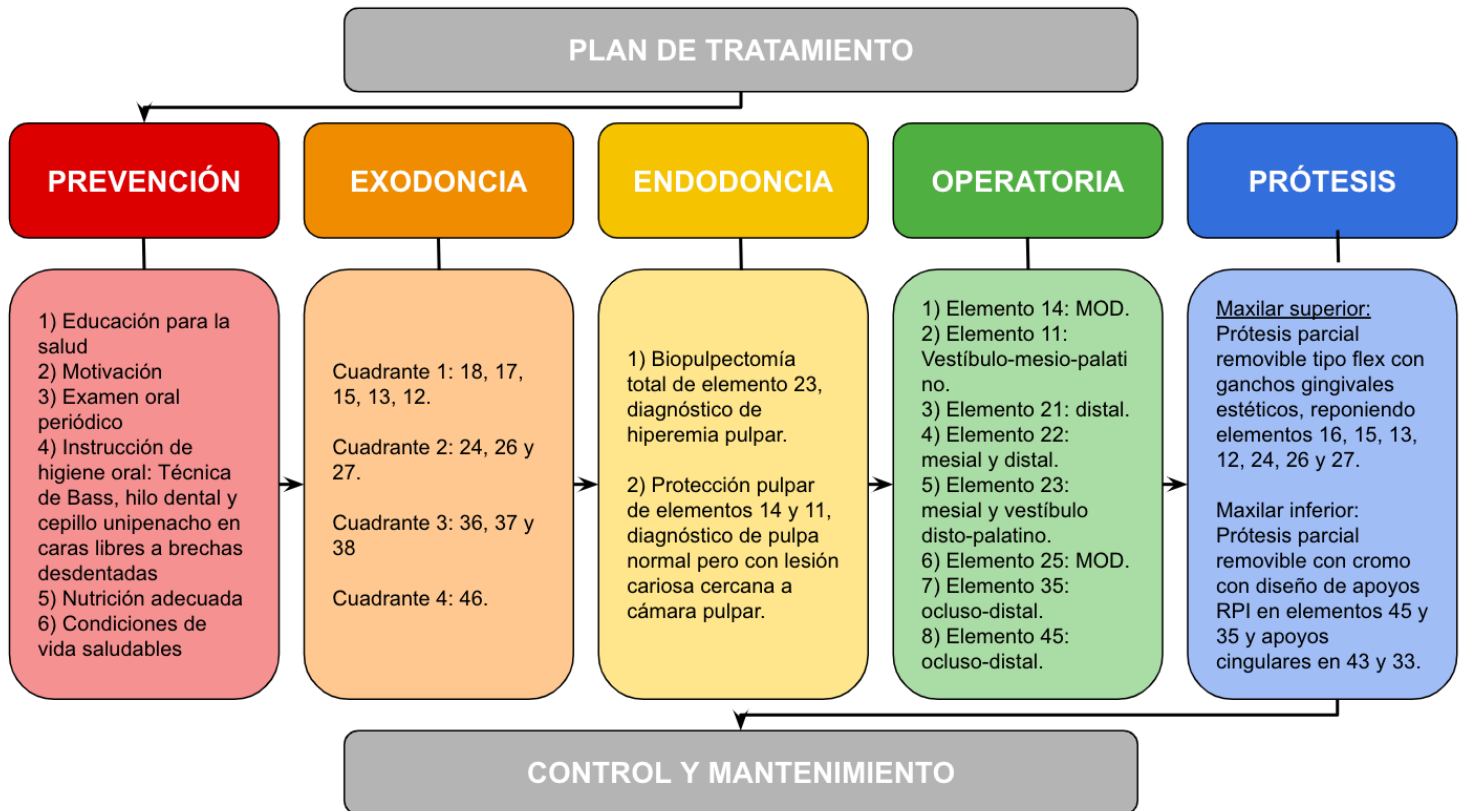 PLAN DE TRATAMIENTO
PREVENCIÓN
1) Educación para la
salud
2) Motivación
3) Examen oral
periódico
4) Instrucción de
higiene oral: Técnica
de Bass, hilo dental y
cepillo unipenacho en
caras libres a brechas
desdentadas
5) Nutrición adecuada
6) Condiciones de
vida saludables
EXODONCIA
Cuadrante 1: 18, 17,
15, 13, 12.
Cuadrante 2: 24, 26 y
27.
Cuadrante 3: 36, 37 y
38
Cuadrante 4: 46.
ENDODONCIA
1) Biopulpectomía
total de elemento 23,
diagnóstico de
hiperemia pulpar.
2) Protección pulpar
de elementos 14 y 11,
diagnóstico de pulpa
normal pero con lesión
cariosa cercana a
cámara pulpar.
OPERATORIA
1) Elemento 14: MOD.
2) Elemento 11:
Vestíbulo-mesio-palati
no.
3) Elemento 21: distal.
4) Elemento 22:
mesial y distal.
5) Elemento 23:
mesial y vestíbulo
disto-palatino.
6) Elemento 25: MOD.
7) Elemento 35:
ocluso-distal.
8) Elemento 45:
ocluso-distal.
PRÓTESIS
Maxilar superior:
Prótesis parcial
removible tipo flex con
ganchos gingivales
estéticos, reponiendo
elementos 16, 15, 13,
12, 24, 26 y 27.
Maxilar inferior:
Prótesis parcial
removible con cromo
con diseño de apoyos
RPI en elementos 45 y
35 y apoyos
cingulares en 43 y 33.
CONTROL Y MANTENIMIENTO